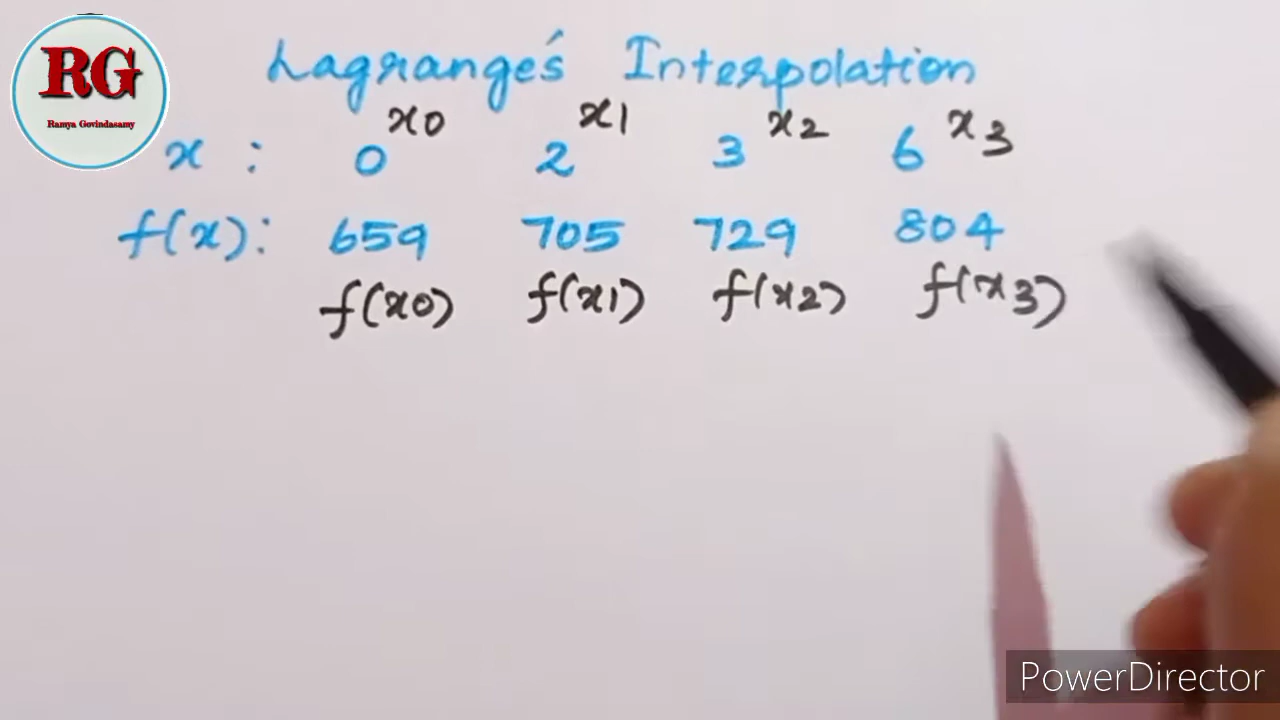 RG
Ramya Govindasamy
Lagrange's Interpolation
x0 x1 x2 x3
x : 0 2 3 6
f(x): 659 705 729 804
f(x0) f(x1) f(x2) f(x3)
PowerDirector